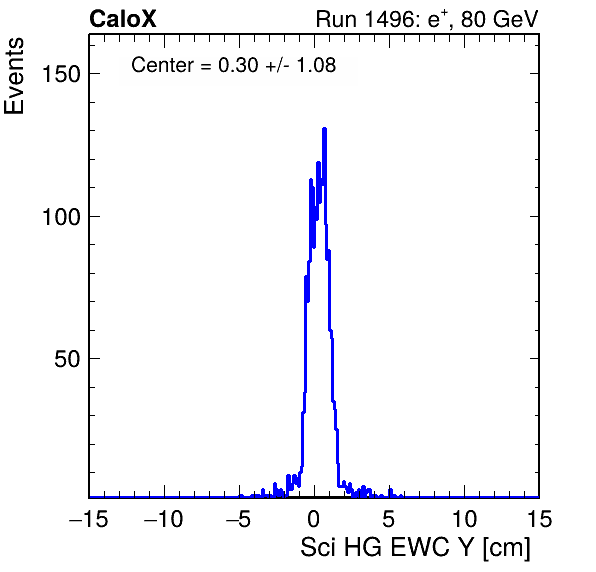 CaloX Run 1496: e⁺, 80 GeV
Center = 0.30 +/- 1.08
Events
150
100
50
−15 −10 −5 0 5 10 15
Sci HG EWC Y [cm]